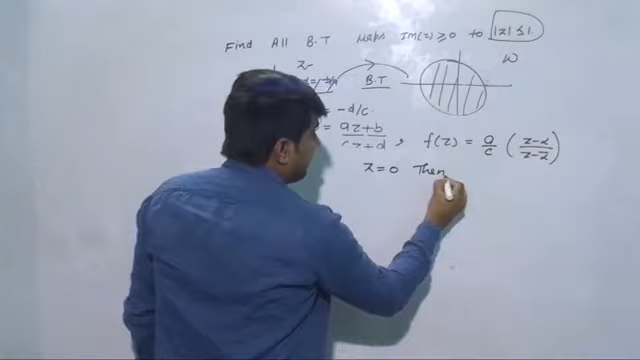 Find All B.T Maps Im(z) ≥ 0 to |z| ≤ 1.
z- w
B.T
= -d/c.
= az+b / cz+d , f(z) = a/c ( z-α / z-ᾱ )
z = 0 Then